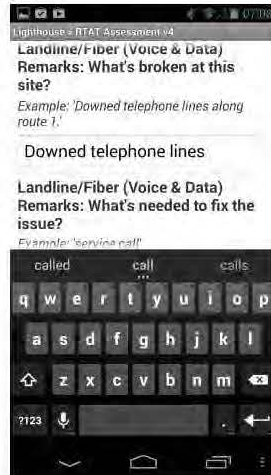 07:03
Lighthouse » RTAT Assessment v4
Landline/Fiber (Voice & Data)
Remarks: What's broken at this
site?
Example: 'Downed telephone lines along
route 1.'
Downed telephone lines
Landline/Fiber (Voice & Data)
Remarks: What's needed to fix the
issue?
Example: 'service call'
called call calls
q w e r t y u i o p
a s d f g h j k l
z x c v b n m
?123 .